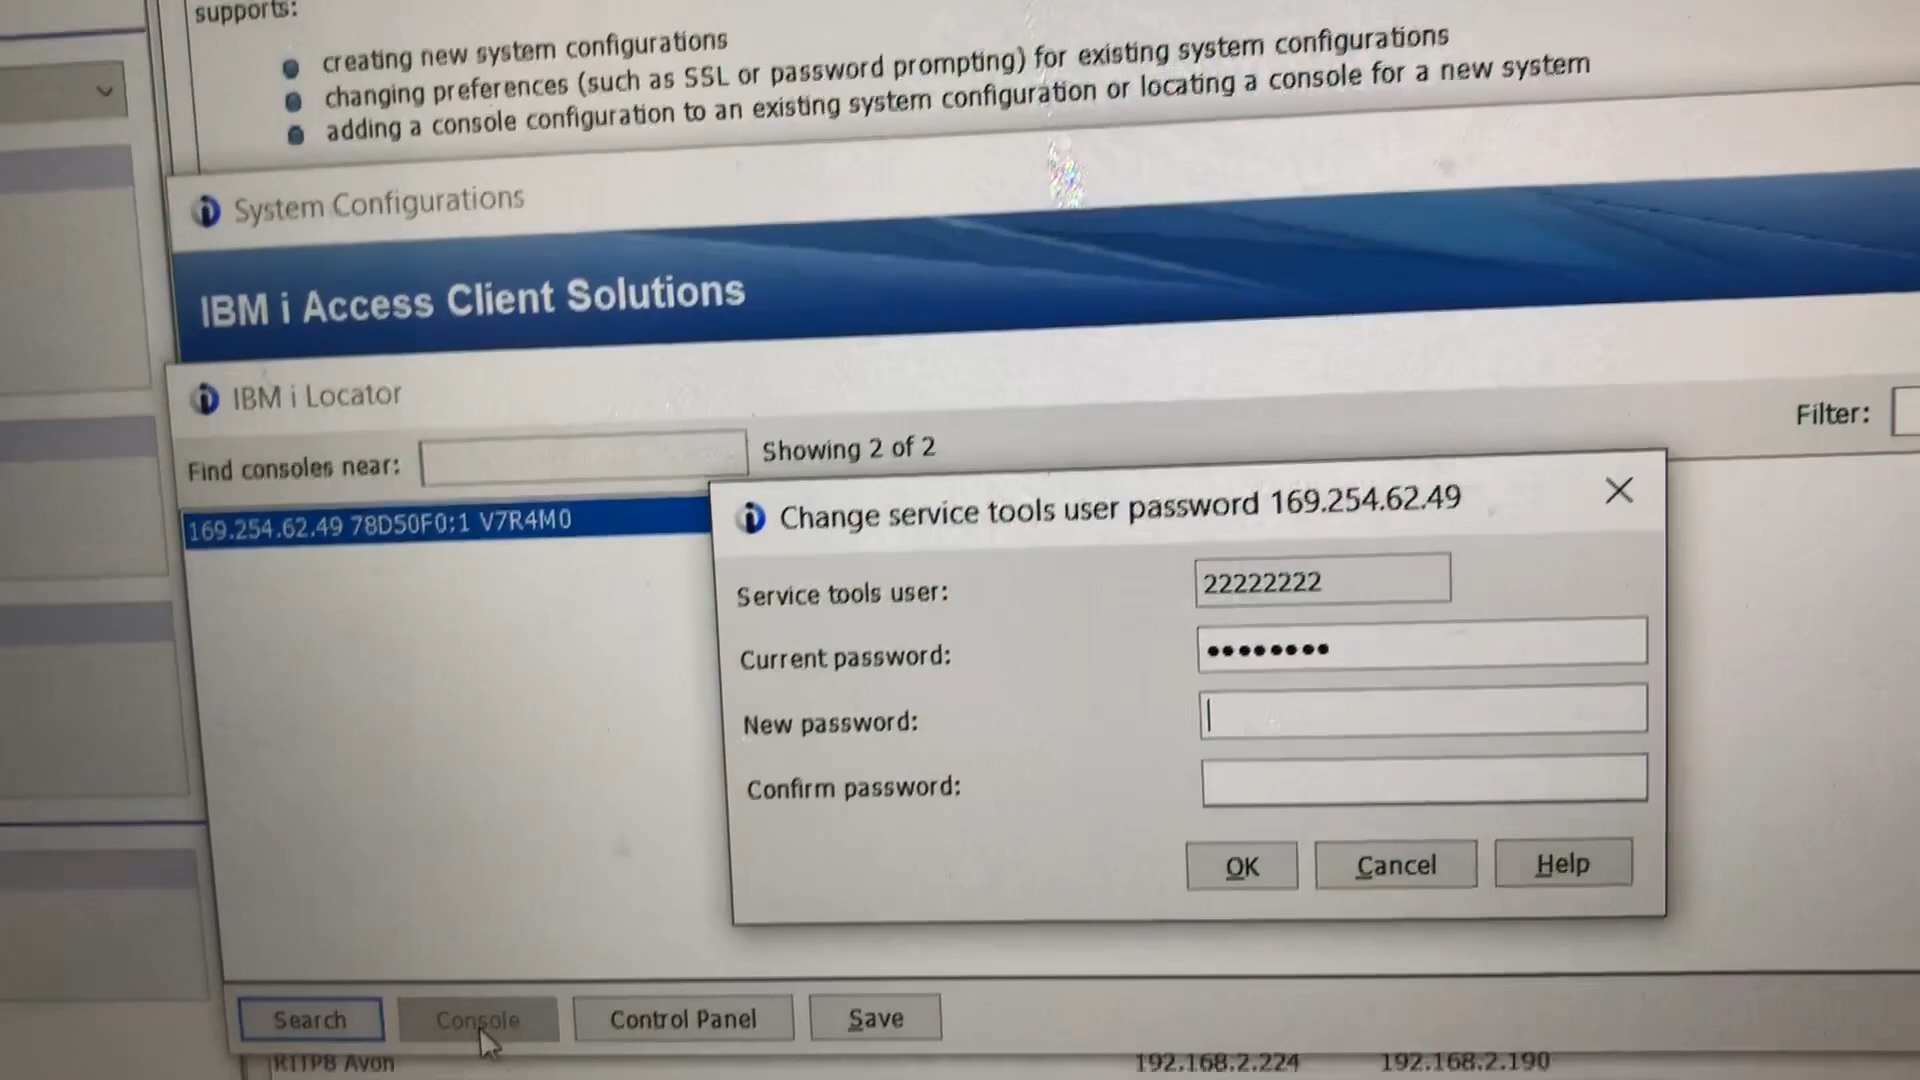 supports:
creating new system configurations
changing preferences (such as SSL or password prompting) for existing system configurations
adding a console configuration to an existing system configuration or locating a console for a new system
System Configurations
IBM i Access Client Solutions
IBM i Locator
Filter:
Find consoles near:
Showing 2 of 2
169.254.62.49 78D50F0:1 V7R4M0
Change service tools user password 169.254.62.49
Service tools user:
22222222
Current password:
••••••••
New password:
Confirm password:
OK
Cancel
Help
Search
Console
Control Panel
Save
RTTP8 Avon
192.168.2.224
192.168.2.190